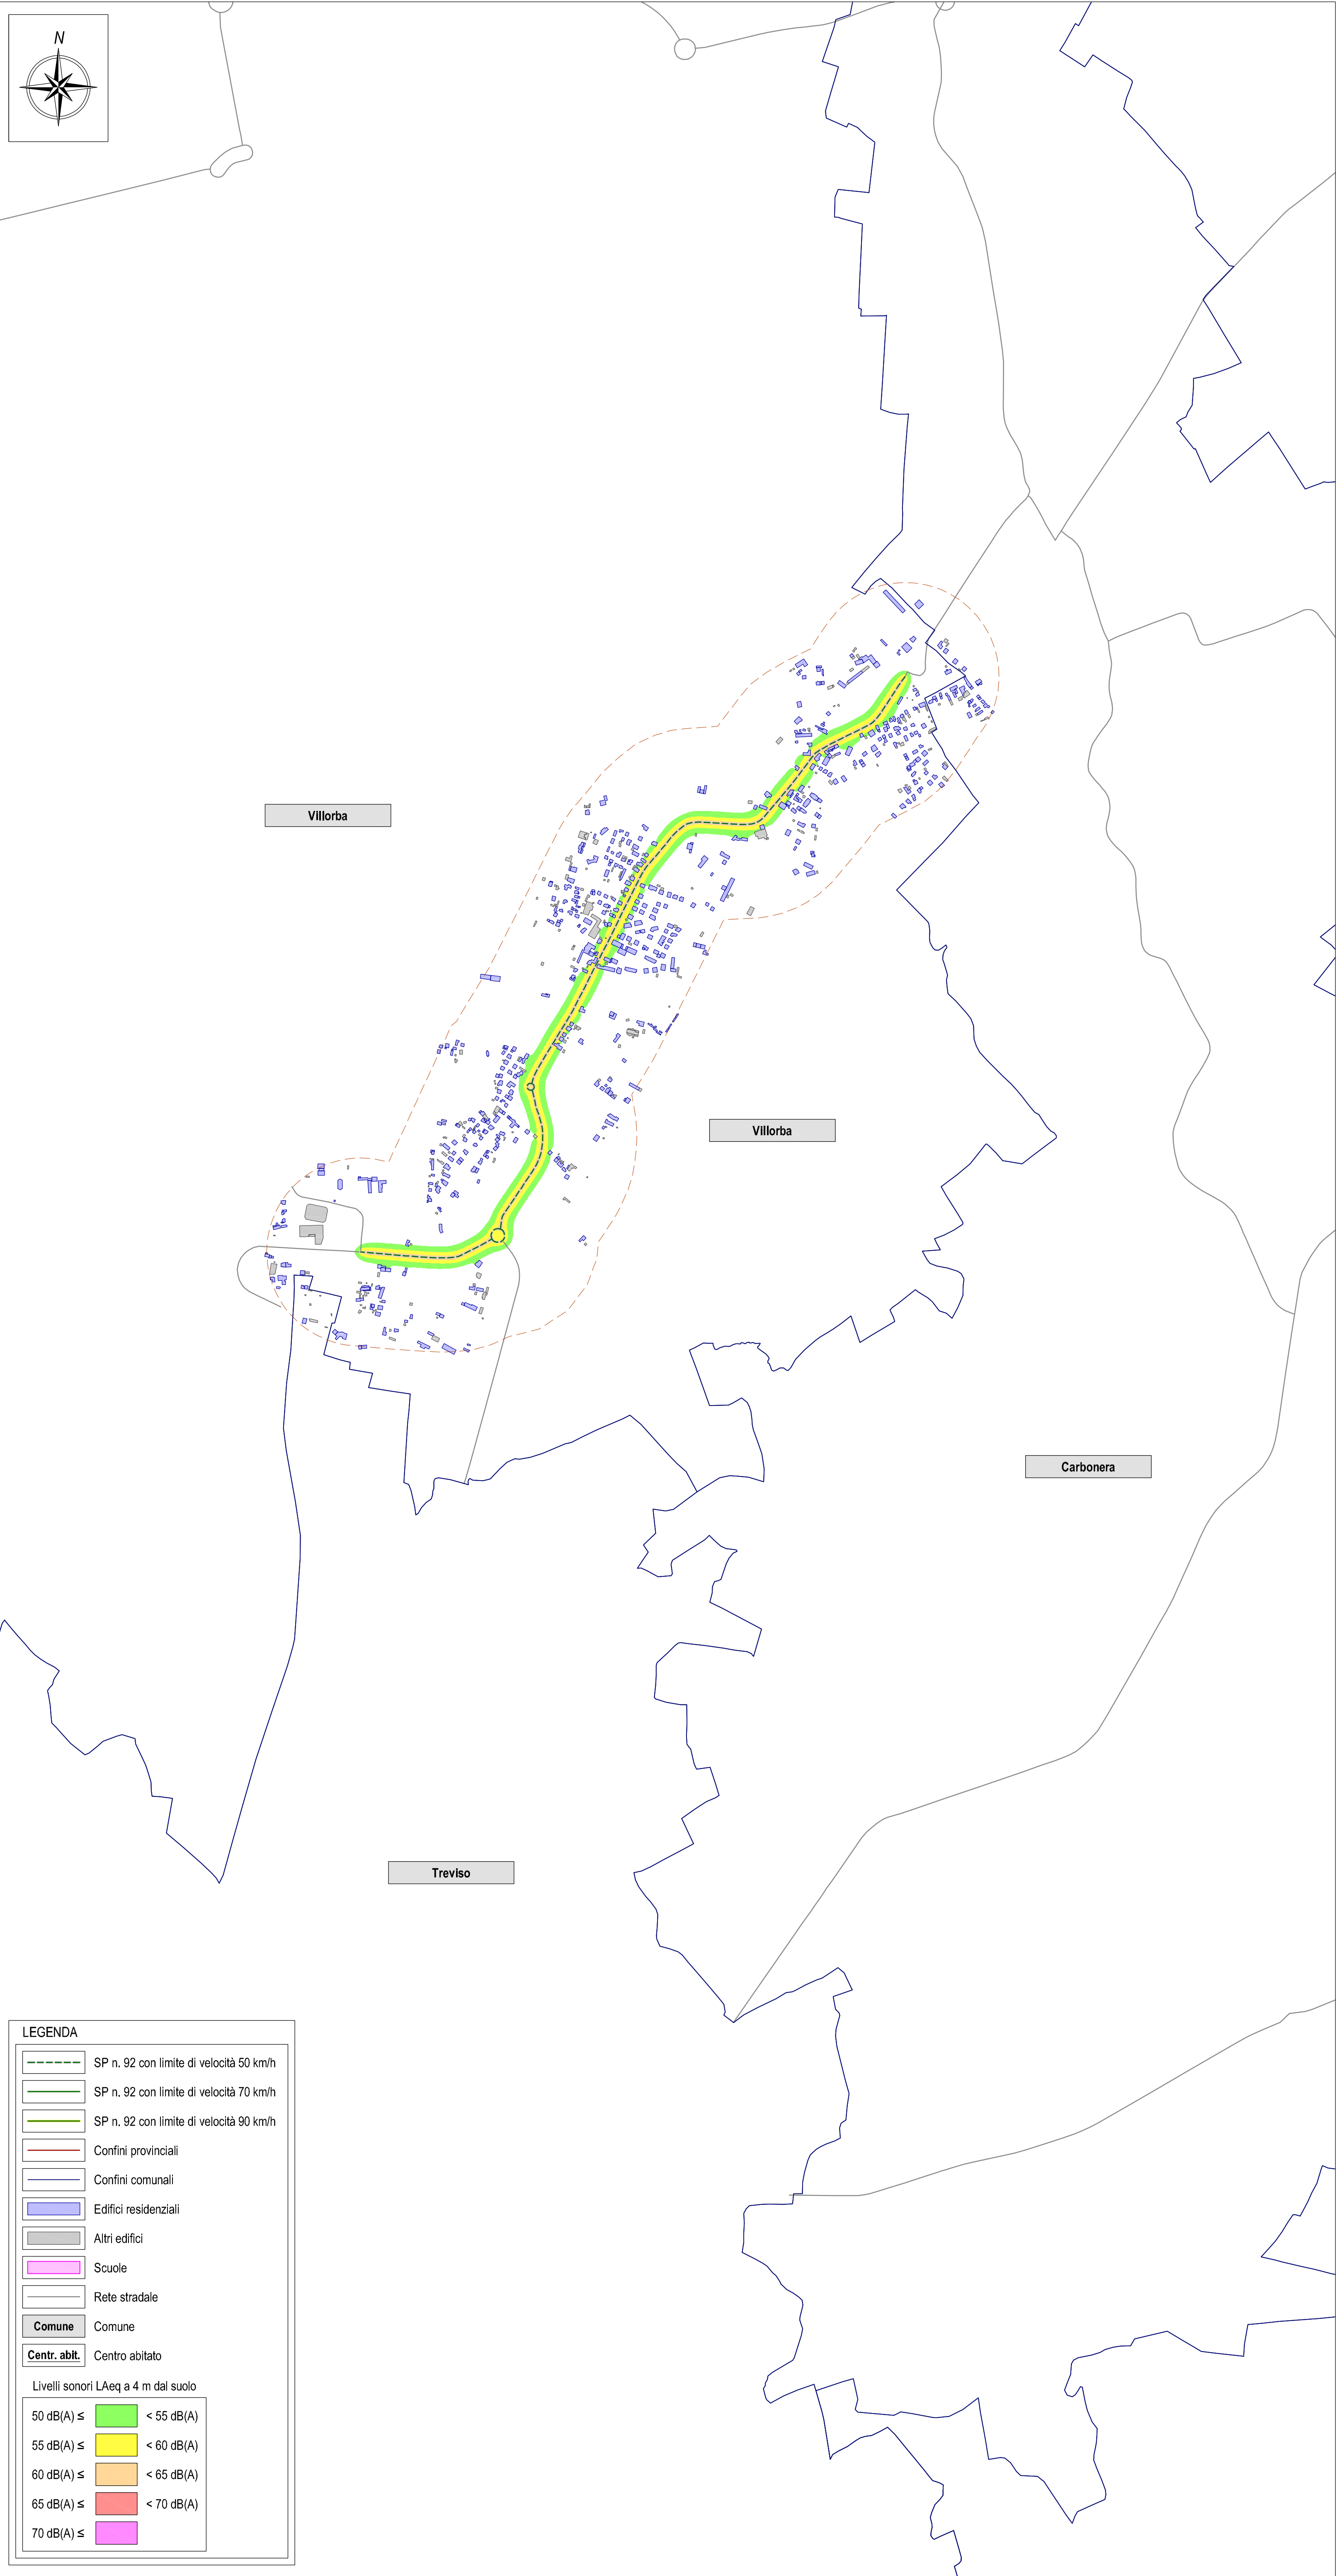 N
Villorba
Villorba
Carbonera
Treviso
LEGENDA
SP n. 92 con limite di velocità 50 km/h
SP n. 92 con limite di velocità 70 km/h
SP n. 92 con limite di velocità 90 km/h
Confini provinciali
Confini comunali
Edifici residenziali
Altri edifici
Scuole
Rete stradale
Comune Comune
Centr. abit. Centro abitato
Livelli sonori LAeq a 4 m dal suolo
50 dB(A) ≤ < 55 dB(A)
55 dB(A) ≤ < 60 dB(A)
60 dB(A) ≤ < 65 dB(A)
65 dB(A) ≤ < 70 dB(A)
70 dB(A) ≤